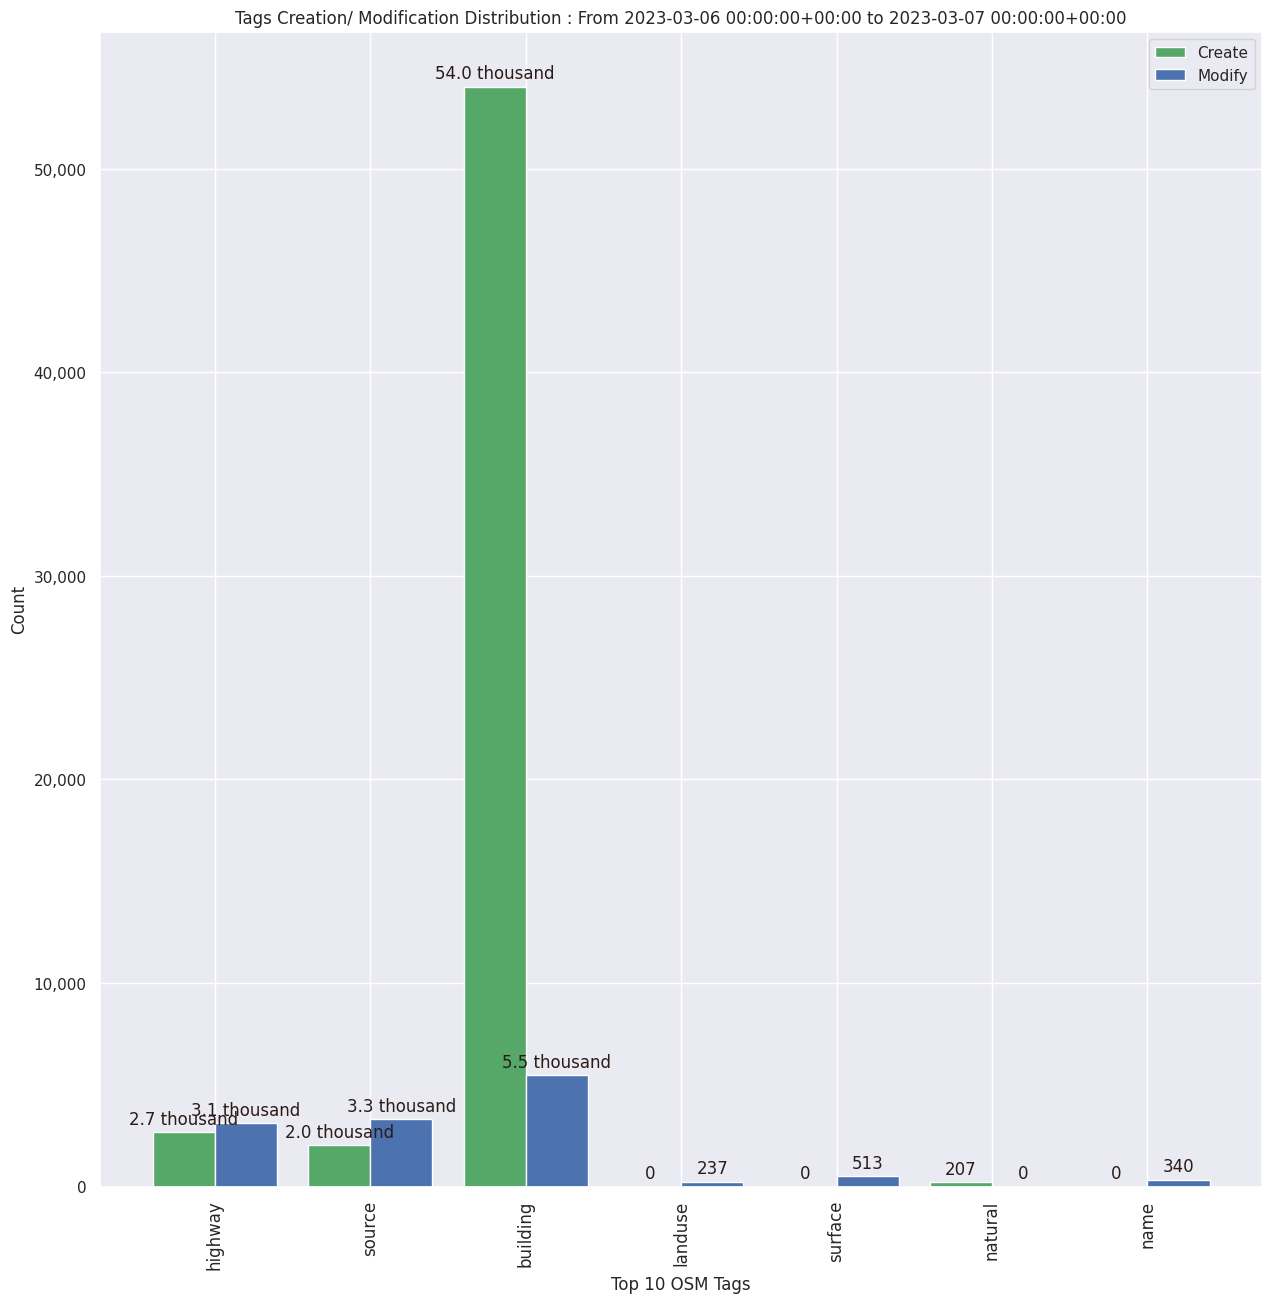 Tags Creation/ Modification Distribution : From 2023-03-06 00:00:00+00:00 to 2023-03-07 00:00:00+00:00
Create
Modify
54.0 thousand
50,000
40,000
30,000
20,000
10,000
0
Count
2.7 thousand
3.1 thousand
2.0 thousand
3.3 thousand
5.5 thousand
0
237
0
513
207
0
0
340
highway
source
building
landuse
surface
natural
name
Top 10 OSM Tags